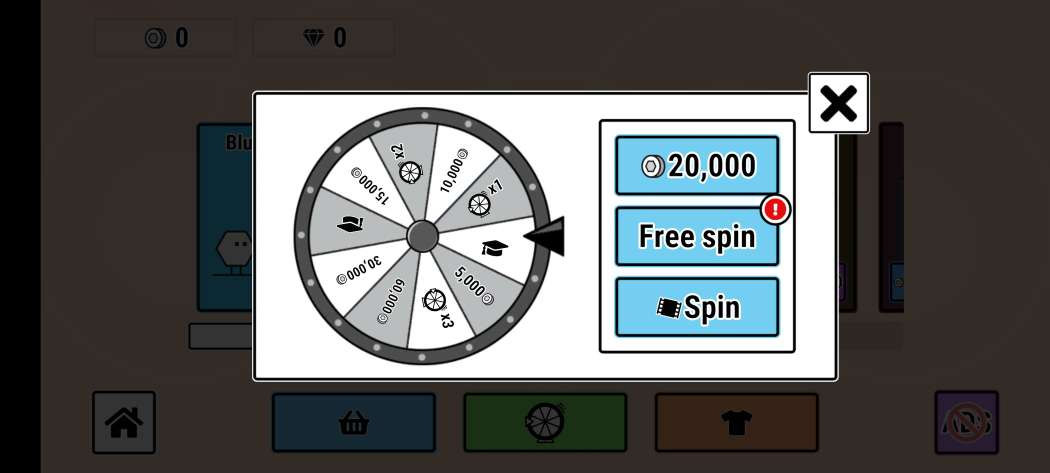 0
0
Blu
x2
10,000
x1
15,000
30,000
60,000
x3
5,000
20,000
!
Free spin
Spin
ADS